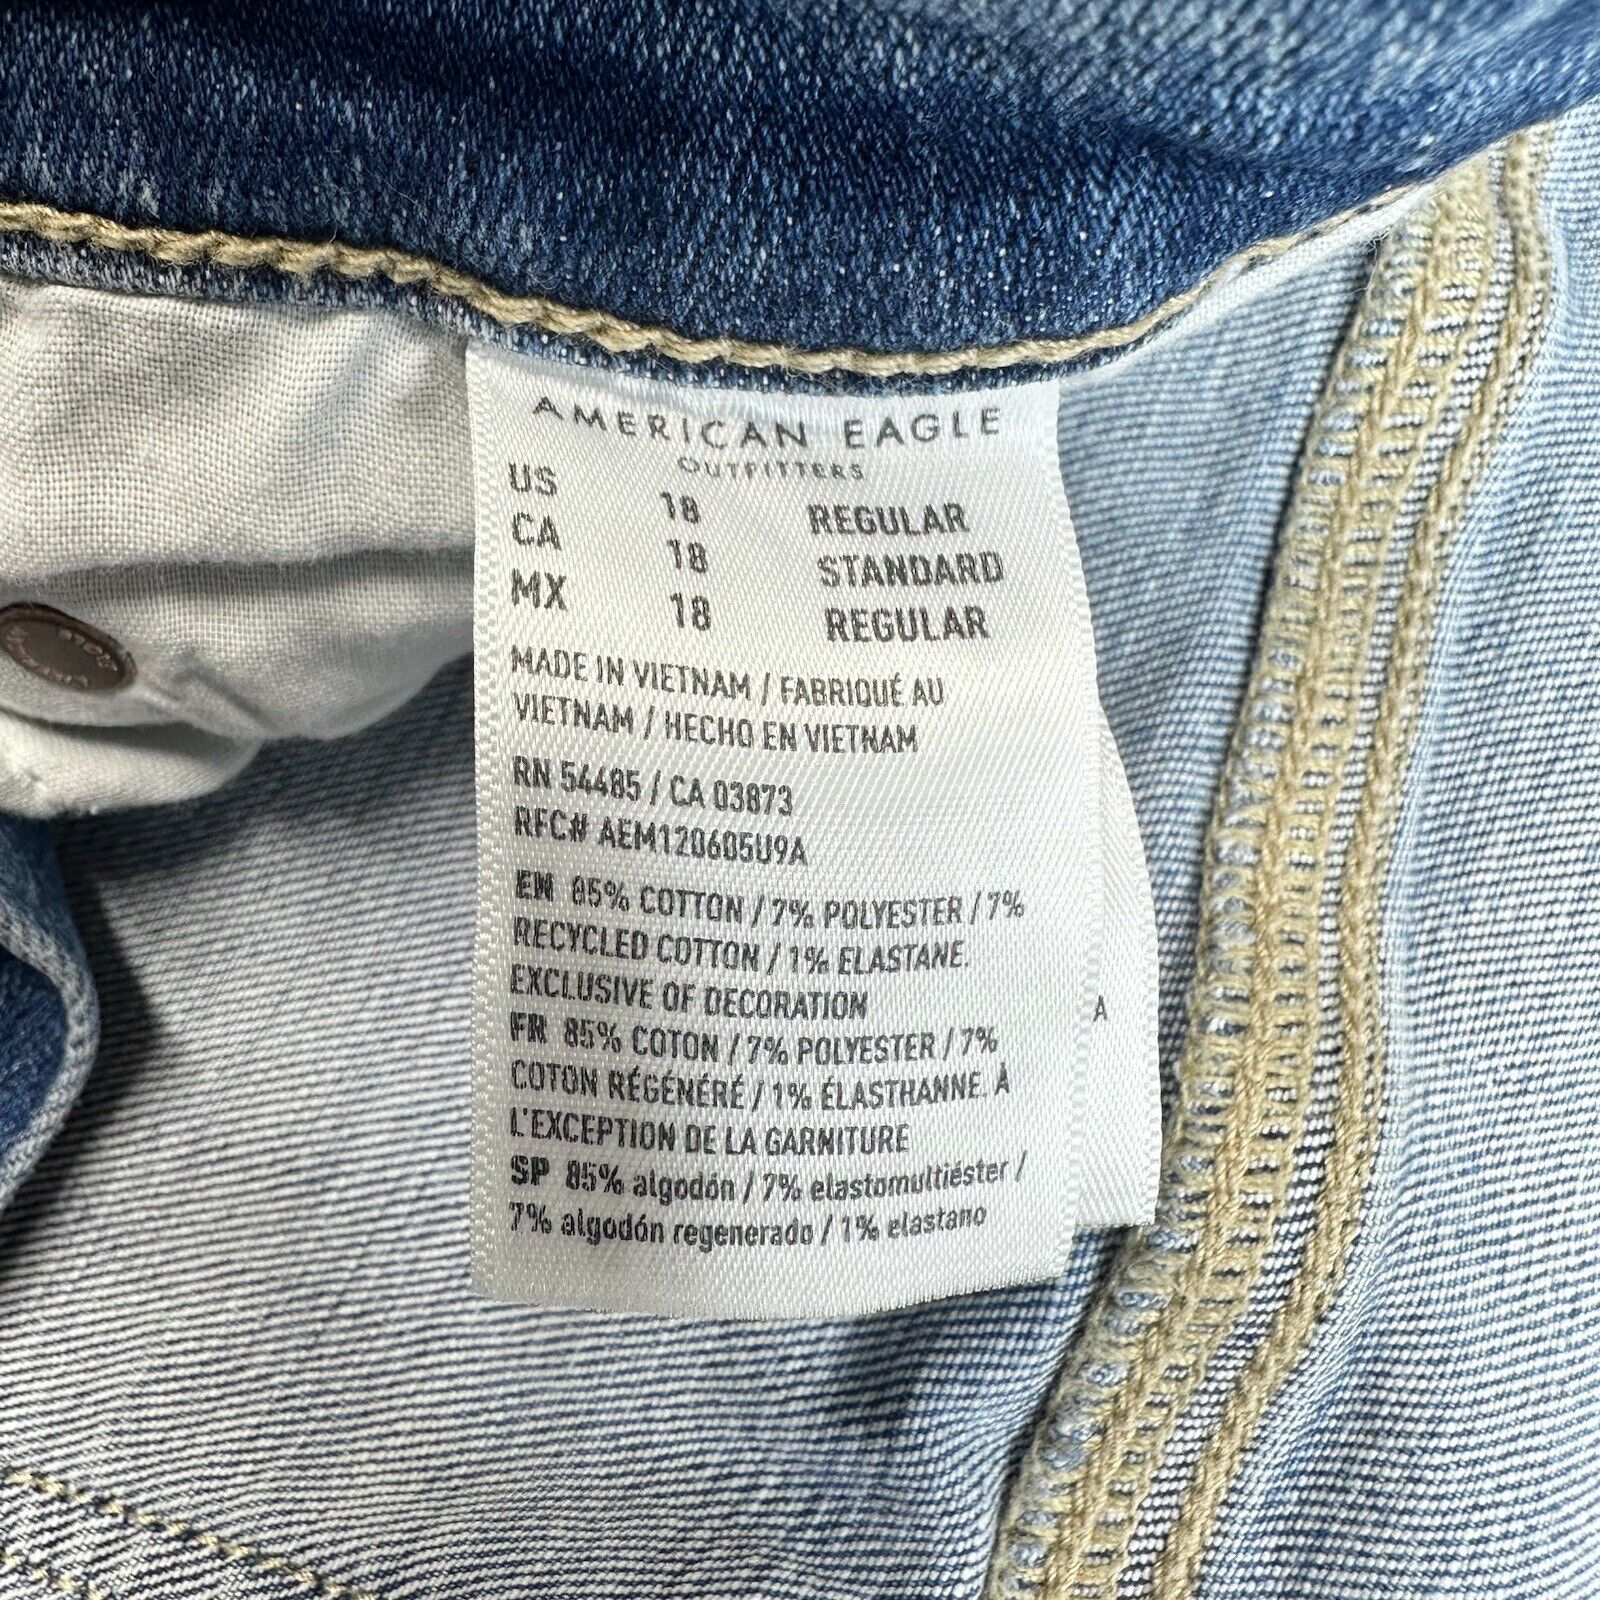 AMERICAN EAGLE
OUTFITTERS
US 18 REGULAR
CA 18 STANDARD
MX 18 REGULAR
MADE IN VIETNAM / FABRIQUÉ AU
VIETNAM / HECHO EN VIETNAM
RN 54485 / CA 03873
RFC# AEM120605U9A
EN 85% COTTON / 7% POLYESTER / 7%
RECYCLED COTTON / 1% ELASTANE.
EXCLUSIVE OF DECORATION
FR 85% COTON / 7% POLYESTER / 7%
COTON RÉGÉNÉRÉ / 1% ÉLASTHANNE. À
L'EXCEPTION DE LA GARNITURE
SP 85% algodón / 7% elastomultiéster /
7% algodón regenerado / 1% elastano
A